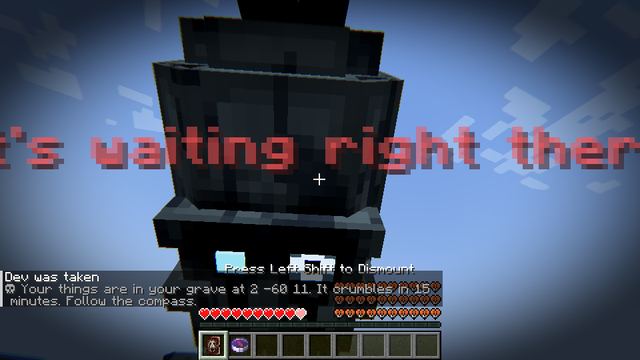 t's waiting right ther
Press Left Shift to Dismount
Dev was taken
☠ Your things are in your grave at 2 -60 11. It crumbles in 15
minutes. Follow the compass.